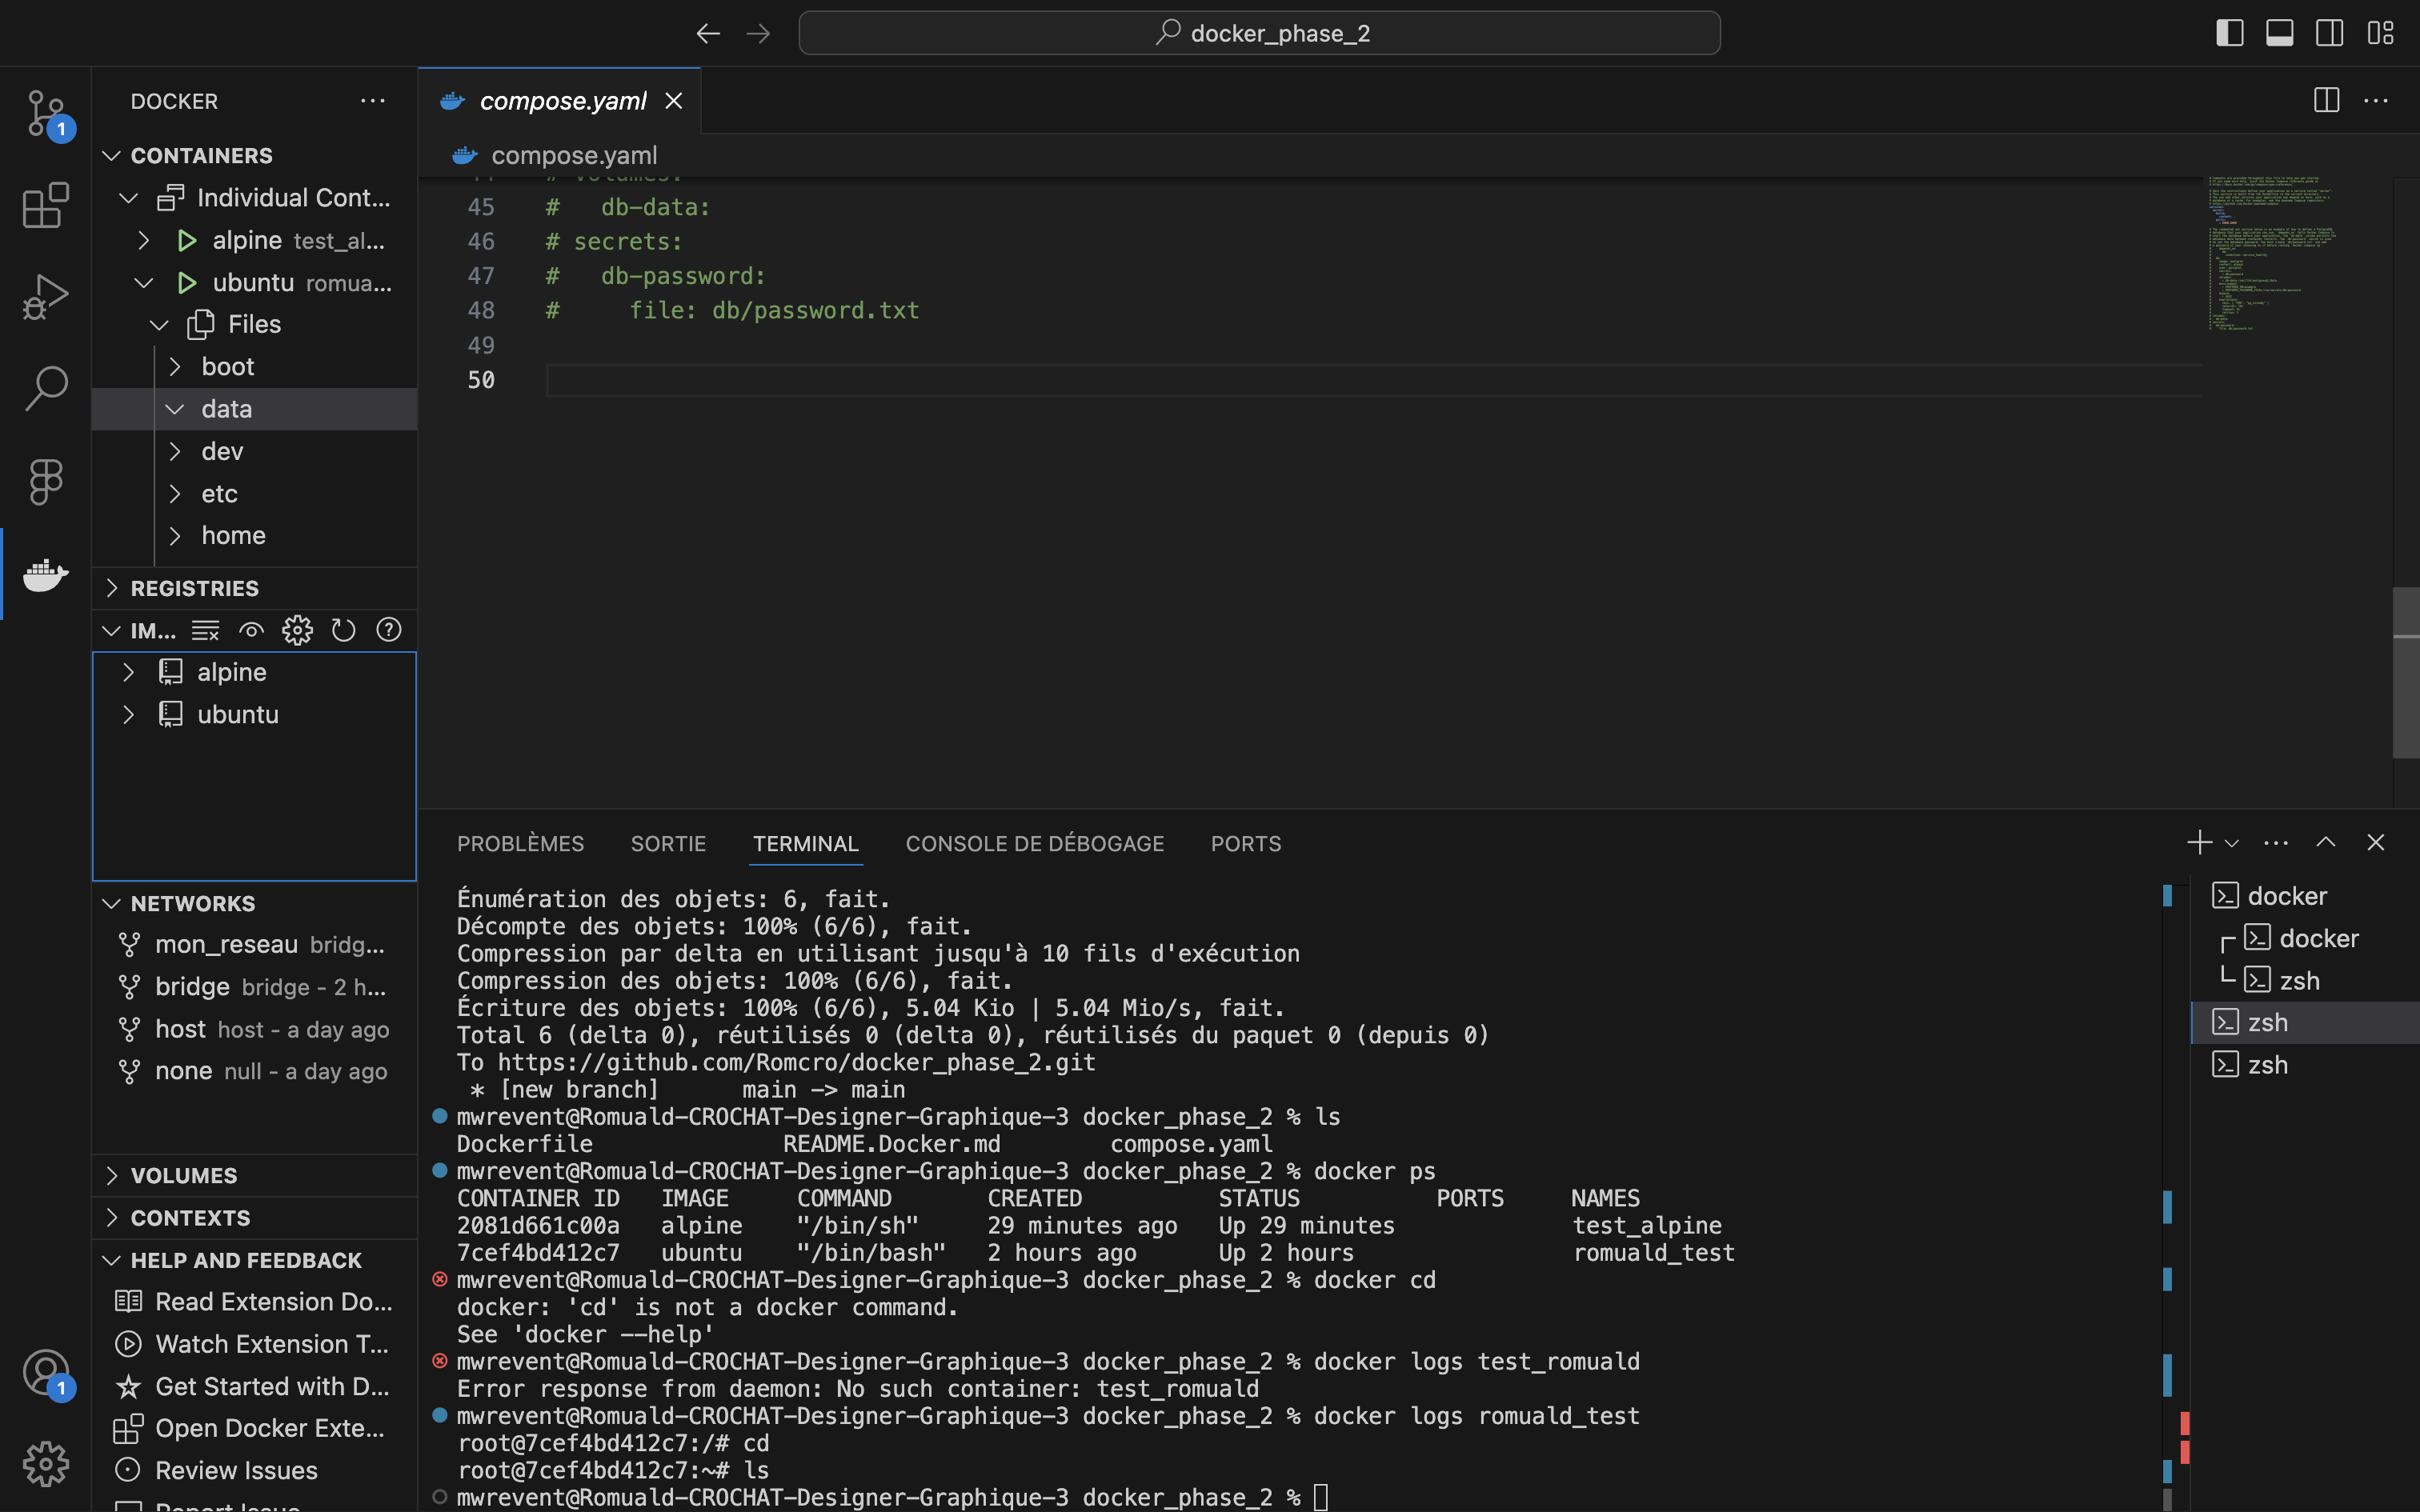 docker_phase_2
DOCKER
CONTAINERS
Individual Cont...
alpine test_al...
ubuntu romua...
Files
boot
data
dev
etc
home
REGISTRIES
IM...
alpine
ubuntu
NETWORKS
mon_reseau bridg...
bridge bridge - 2 h...
host host - a day ago
none null - a day ago
VOLUMES
CONTEXTS
HELP AND FEEDBACK
Read Extension Do...
Watch Extension T...
Get Started with D...
Open Docker Exte...
Review Issues
Report Issue
1
1
compose.yaml
compose.yaml
44 # volumes:
45 #   db-data:
46 # secrets:
47 #   db-password:
48 #     file: db/password.txt
49
50
PROBLÈMES SORTIE TERMINAL CONSOLE DE DÉBOGAGE PORTS
Énumération des objets: 6, fait.
Décompte des objets: 100% (6/6), fait.
Compression par delta en utilisant jusqu'à 10 fils d'exécution
Compression des objets: 100% (6/6), fait.
Écriture des objets: 100% (6/6), 5.04 Kio | 5.04 Mio/s, fait.
Total 6 (delta 0), réutilisés 0 (delta 0), réutilisés du paquet 0 (depuis 0)
To https://github.com/Romcro/docker_phase_2.git
 * [new branch]      main -> main
mwrevent@Romuald-CROCHAT-Designer-Graphique-3 docker_phase_2 % ls
Dockerfile              README.Docker.md        compose.yaml
mwrevent@Romuald-CROCHAT-Designer-Graphique-3 docker_phase_2 % docker ps
CONTAINER ID   IMAGE     COMMAND       CREATED          STATUS          PORTS     NAMES
2081d661c00a   alpine    "/bin/sh"     29 minutes ago   Up 29 minutes             test_alpine
7cef4bd412c7   ubuntu    "/bin/bash"   2 hours ago      Up 2 hours                romuald_test
mwrevent@Romuald-CROCHAT-Designer-Graphique-3 docker_phase_2 % docker cd
docker: 'cd' is not a docker command.
See 'docker --help'
mwrevent@Romuald-CROCHAT-Designer-Graphique-3 docker_phase_2 % docker logs test_romuald
Error response from daemon: No such container: test_romuald
mwrevent@Romuald-CROCHAT-Designer-Graphique-3 docker_phase_2 % docker logs romuald_test
root@7cef4bd412c7:/# cd
root@7cef4bd412c7:~# ls
mwrevent@Romuald-CROCHAT-Designer-Graphique-3 docker_phase_2 %
docker
docker
zsh
zsh
zsh